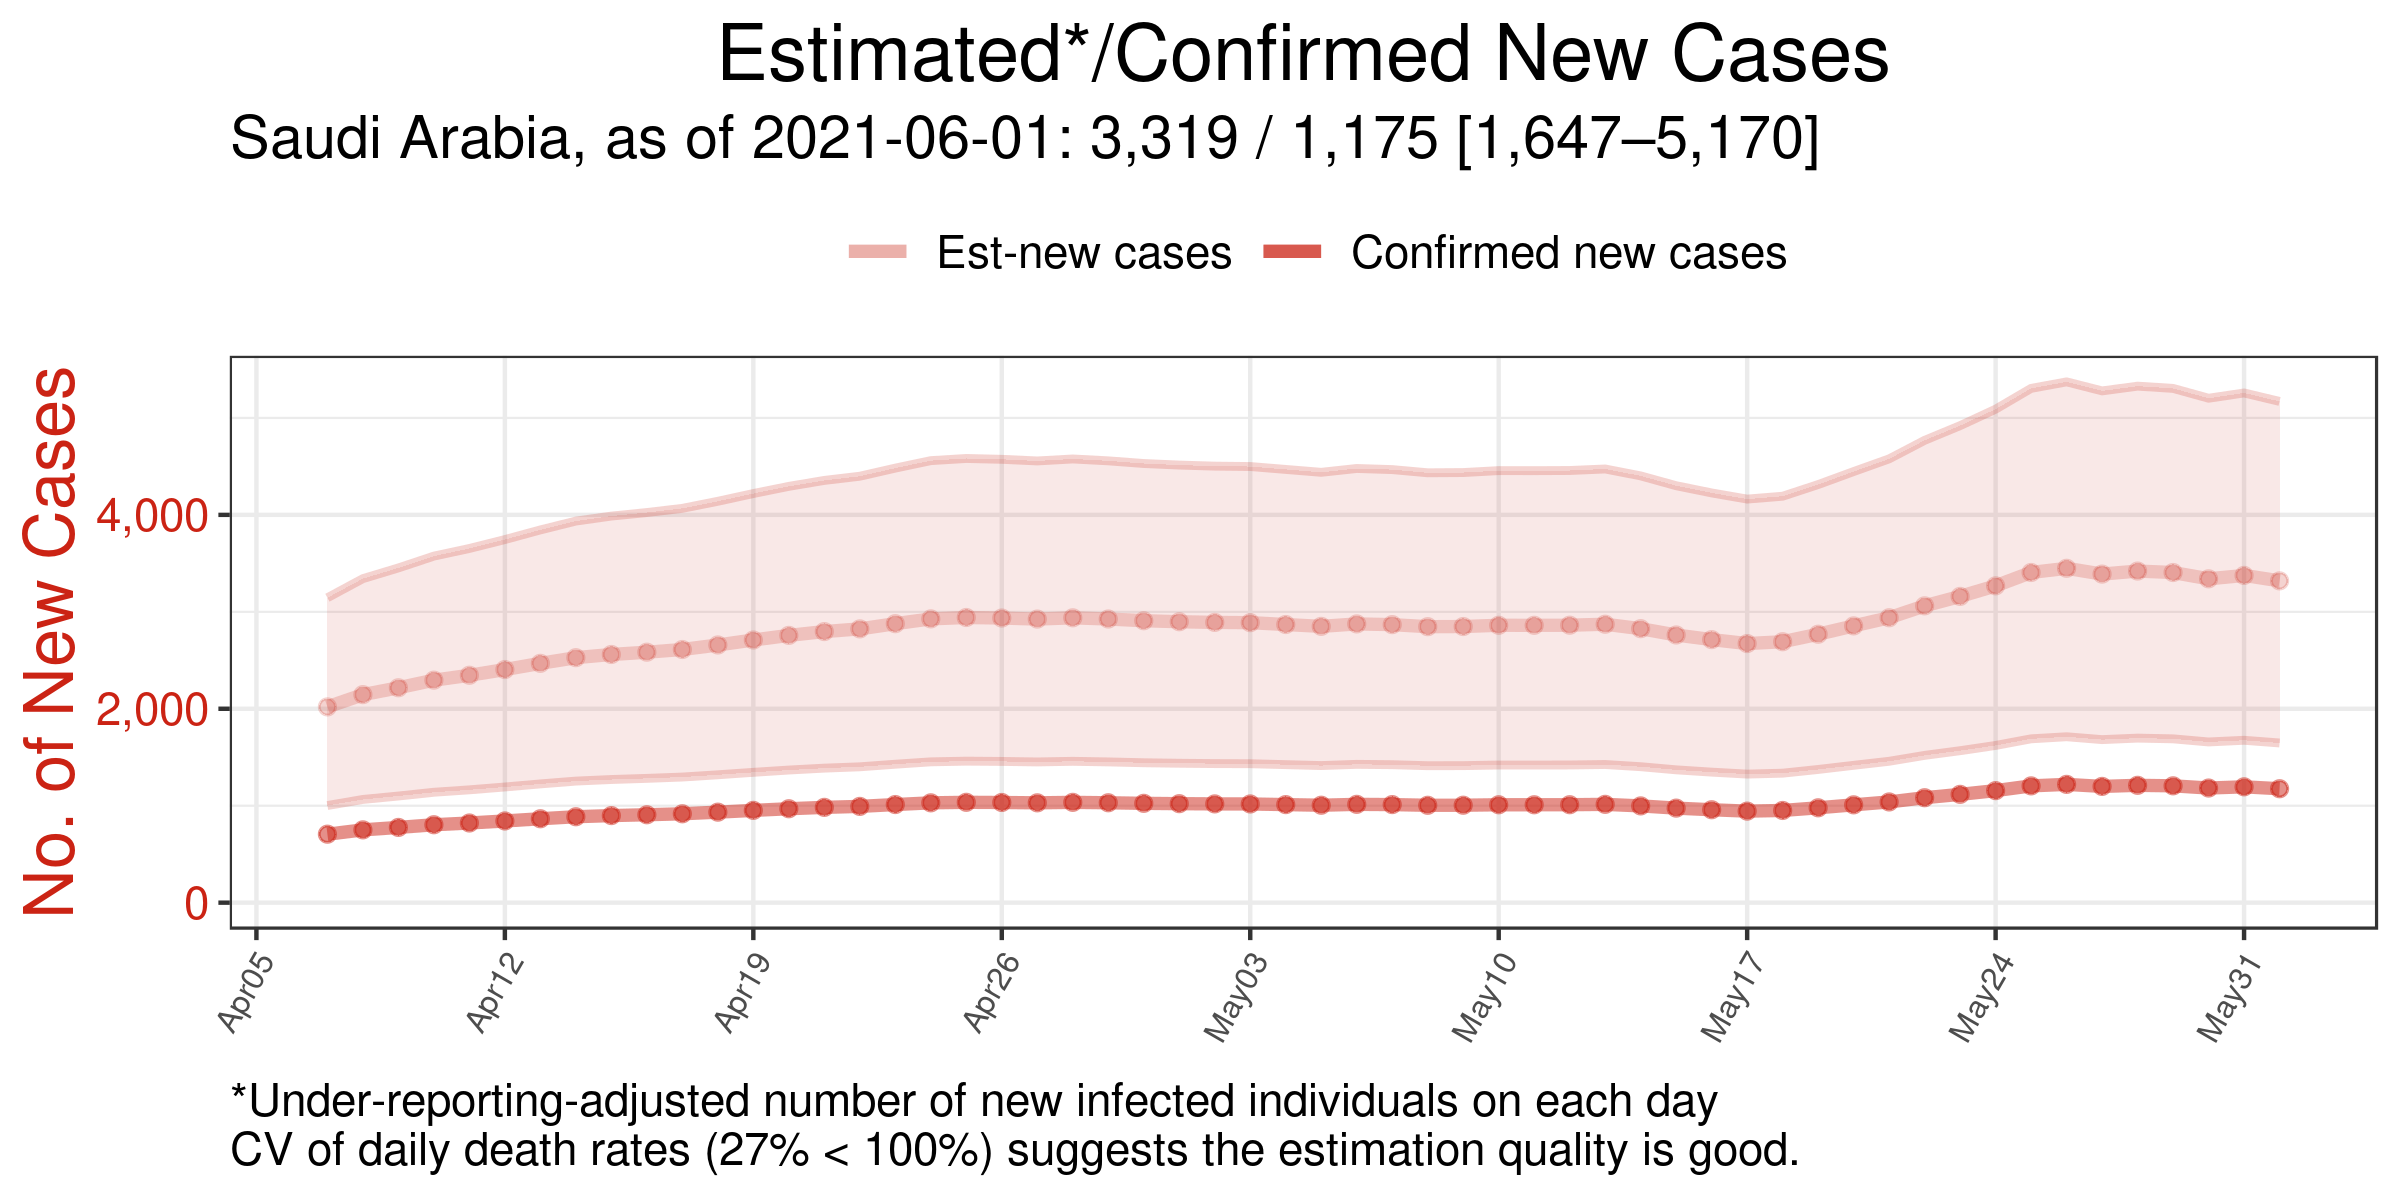 Estimated*/Confirmed New Cases
Saudi Arabia, as of 2021-06-01: 3,319 / 1,175 [1,647–5,170]
Est-new cases
Confirmed new cases
No. of New Cases
4,000
2,000
0
Apr05
Apr12
Apr19
Apr26
May03
May10
May17
May24
May31
*Under-reporting-adjusted number of new infected individuals on each day
CV of daily death rates (27% < 100%) suggests the estimation quality is good.